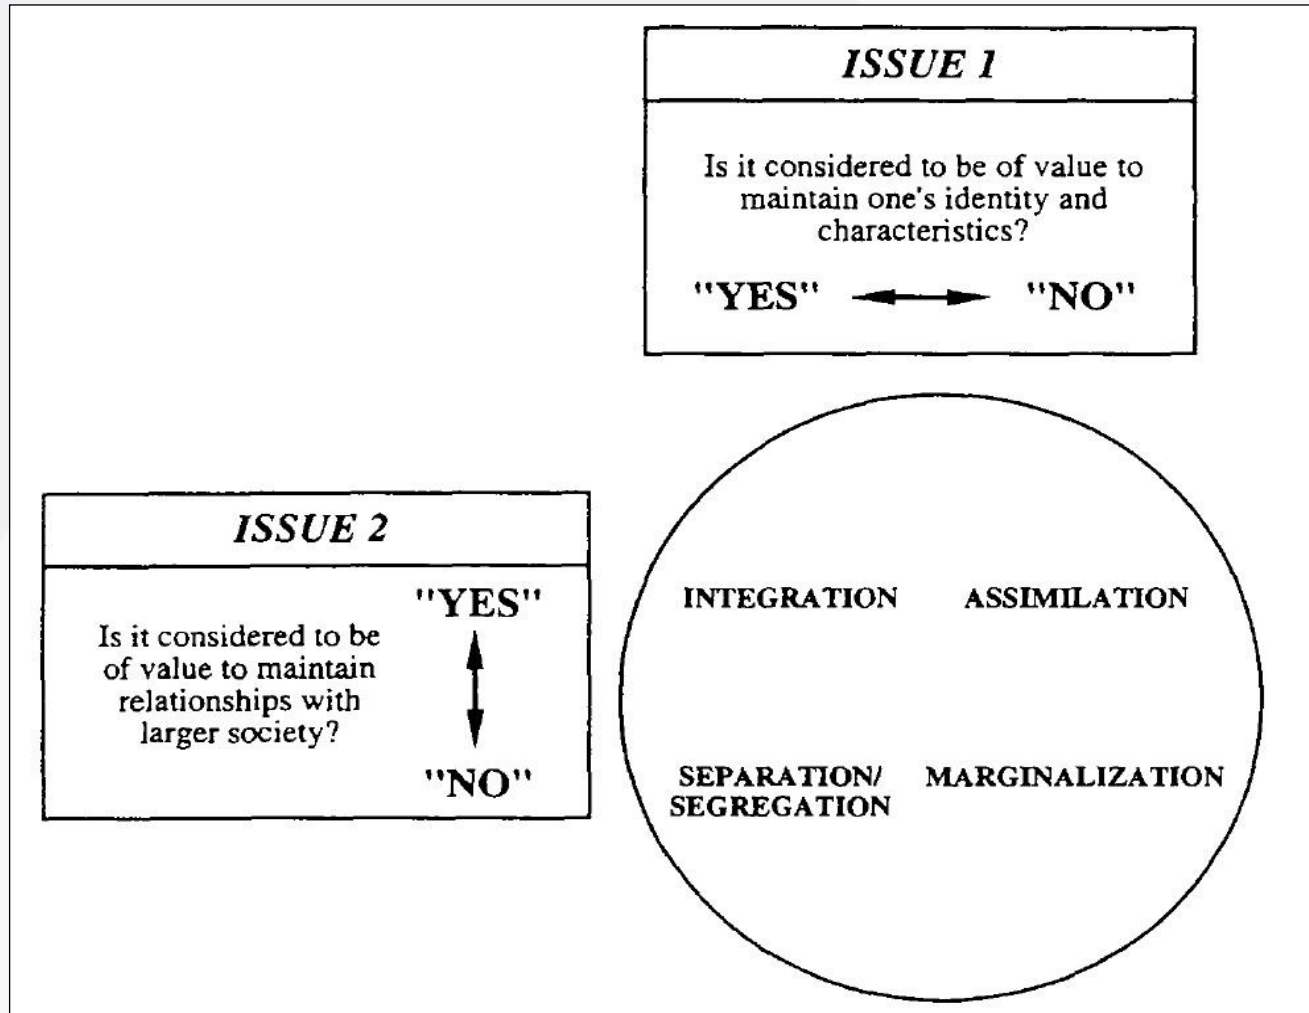 ISSUE 1
Is it considered to be of value to
maintain one's identity and
characteristics?
"YES" "NO"
ISSUE 2
"YES"
Is it considered to be
of value to maintain
relationships with
larger society?
"NO"
INTEGRATION ASSIMILATION
SEPARATION/ MARGINALIZATION
SEGREGATION